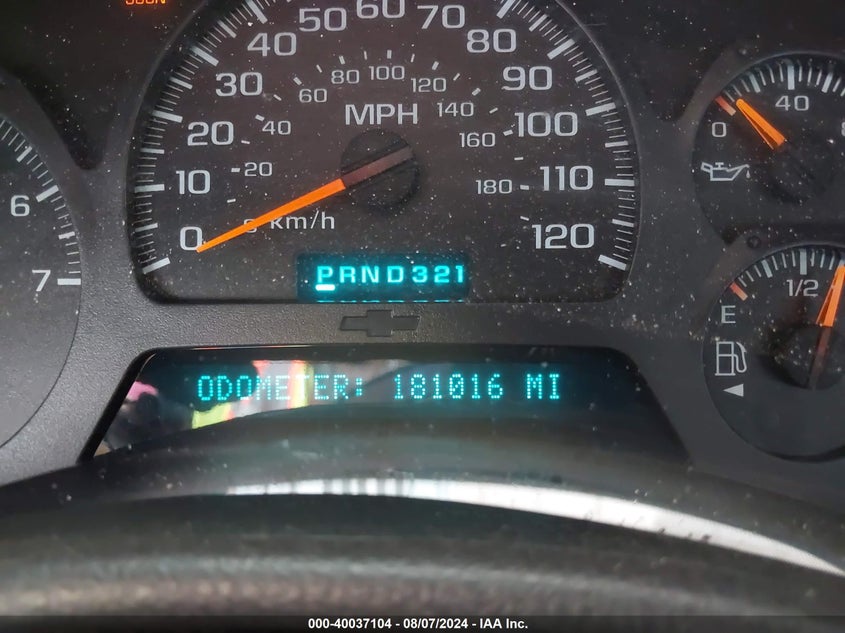 50 60 70
40 80
30 80 100 120 90
60 140
MPH
20 40 160 100
10 20 180 110
0 km/h 120
PRND321
ODOMETER: 181016 MI
6
7
0 40
E 1/2
000-40037104 - 08/07/2024 - IAA Inc.